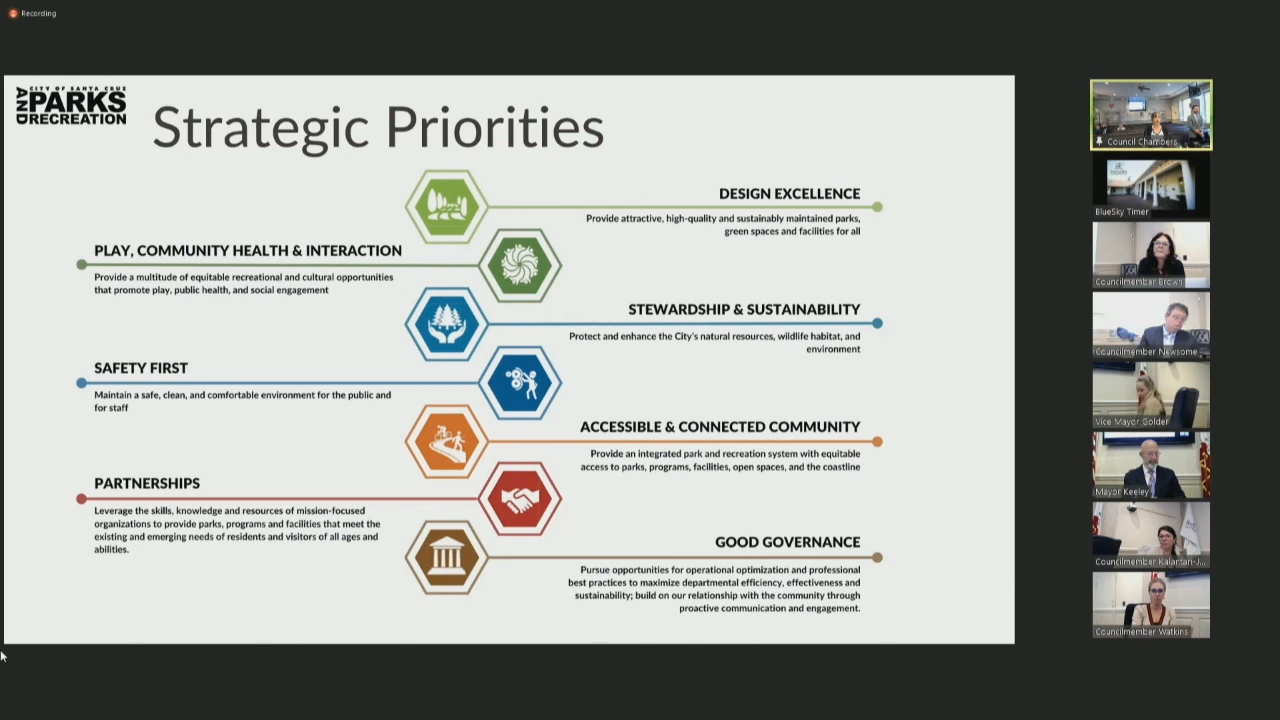 Recording
CITY OF SANTA CRUZ
PARKS
AND
RECREATION
Strategic Priorities
DESIGN EXCELLENCE
Provide attractive, high-quality and sustainably maintained parks,
green spaces and facilities for all
PLAY, COMMUNITY HEALTH & INTERACTION
Provide a multitude of equitable recreational and cultural opportunities
that promote play, public health, and social engagement
STEWARDSHIP & SUSTAINABILITY
Protect and enhance the City's natural resources, wildlife habitat, and
environment
SAFETY FIRST
Maintain a safe, clean, and comfortable environment for the public and
for staff
ACCESSIBLE & CONNECTED COMMUNITY
Provide an integrated park and recreation system with equitable
access to parks, programs, facilities, open spaces, and the coastline
PARTNERSHIPS
Leverage the skills, knowledge and resources of mission-focused
organizations to provide parks, programs and facilities that meet the
existing and emerging needs of residents and visitors of all ages and
abilities.
GOOD GOVERNANCE
Pursue opportunities for operational optimization and professional
best practices to maximize departmental efficiency, effectiveness and
sustainability; build on our relationship with the community through
proactive communication and engagement.
Council Chambers
BlueSky Timer
Councilmember Brown
Councilmember Newsome
Vice Mayor Golder
Mayor Keeley
Councilmember Kalantari-J...
Councilmember Watkins